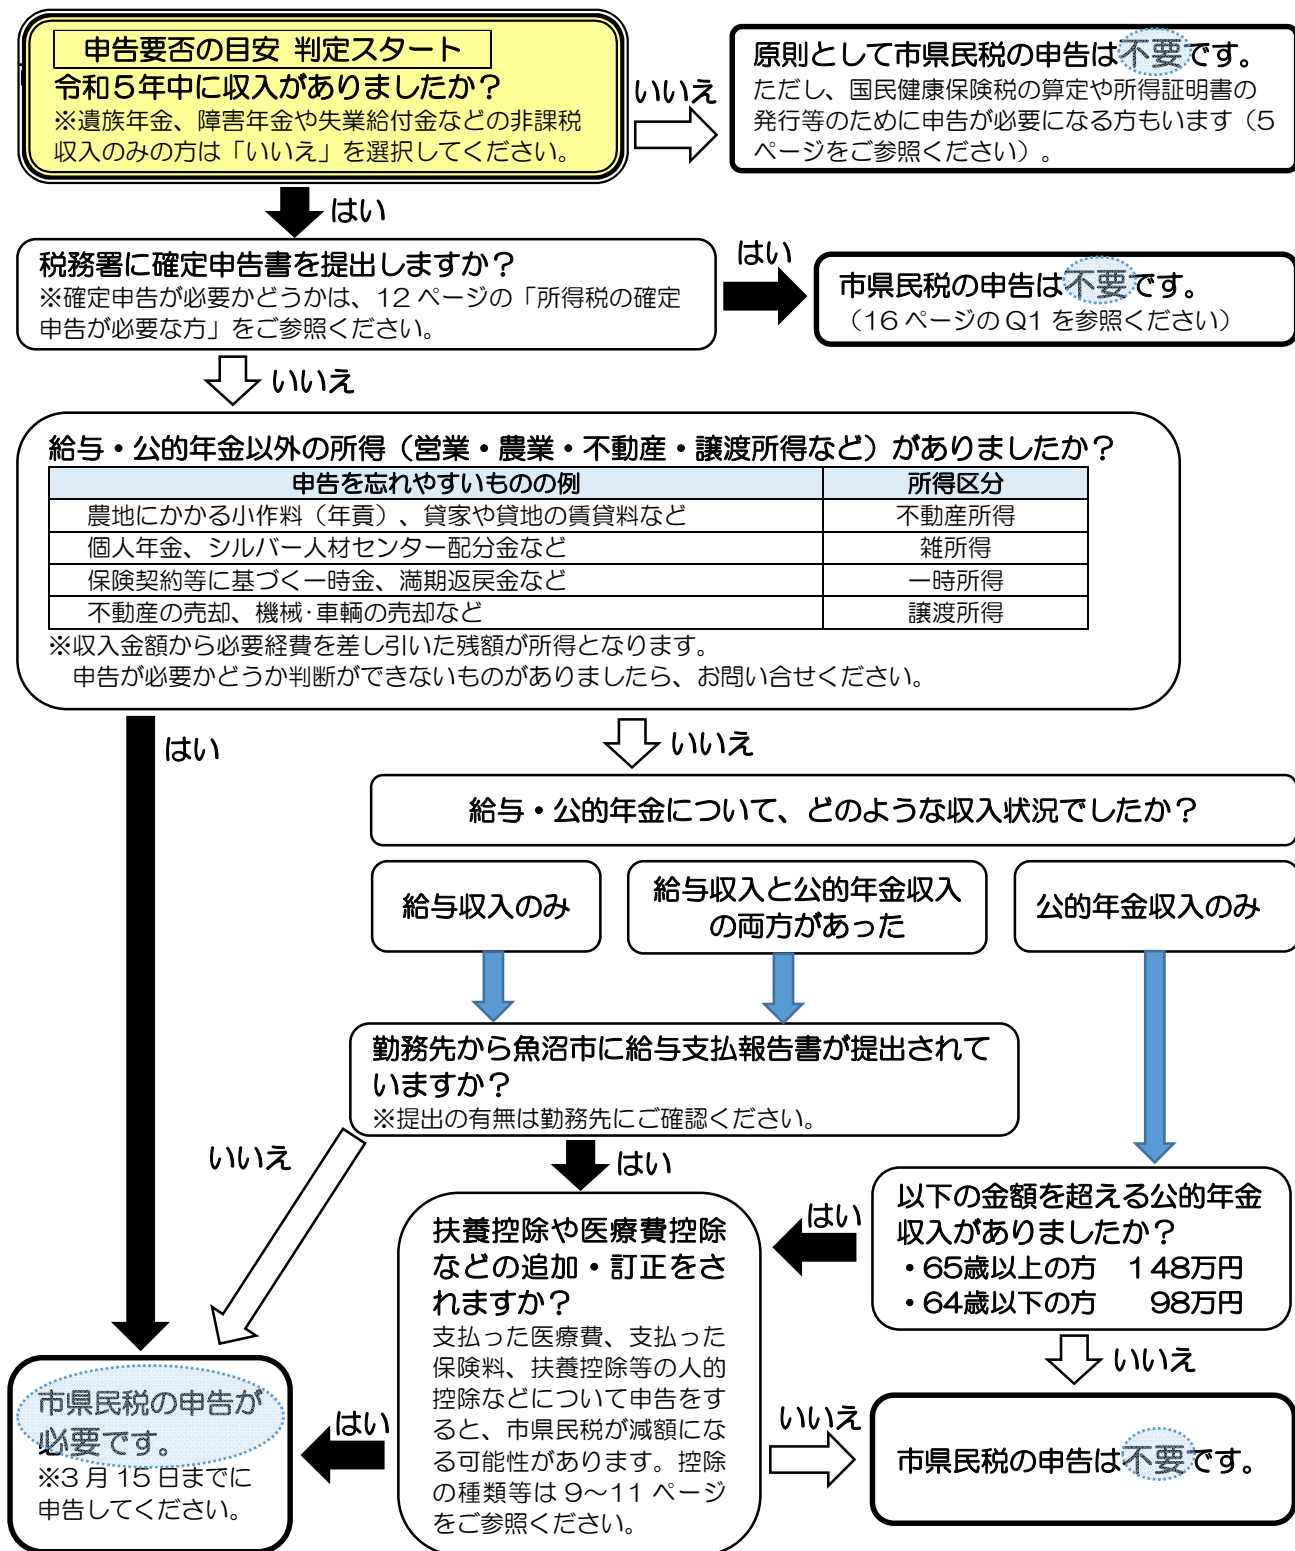 申告要否の目安 判定スタート
令和5年中に収入がありましたか？
※遺族年金、障害年金や失業給付金などの非課税
収入のみの方は「いいえ」を選択してください。
いいえ
原則として市県民税の申告は不要です。
ただし、国民健康保険税の算定や所得証明書の
発行等のために申告が必要になる方もいます（5
ページをご参照ください）。
はい
税務署に確定申告書を提出しますか？
※確定申告が必要かどうかは、12 ページの「所得税の確定
申告が必要な方」をご参照ください。
はい
市県民税の申告は不要です。
（16 ページの Q1 を参照ください）
いいえ
給与・公的年金以外の所得（営業・農業・不動産・譲渡所得など）がありましたか？
申告を忘れやすいものの例 所得区分
農地にかかる小作料（年貢）、貸家や貸地の賃貸料など 不動産所得
個人年金、シルバー人材センター配分金など 雑所得
保険契約等に基づく一時金、満期返戻金など 一時所得
不動産の売却、機械･車輌の売却など 譲渡所得
※収入金額から必要経費を差し引いた残額が所得となります。
申告が必要かどうか判断ができないものがありましたら、お問い合せください。
はい
いいえ
給与・公的年金について、どのような収入状況でしたか？
給与収入のみ
給与収入と公的年金収入
の両方があった
公的年金収入のみ
勤務先から魚沼市に給与支払報告書が提出されて
いますか？
※提出の有無は勤務先にご確認ください。
いいえ
はい
以下の金額を超える公的年金
収入がありましたか？
・65歳以上の方 148万円
・64歳以下の方 98万円
はい
いいえ
扶養控除や医療費控除
などの追加・訂正をさ
れますか？
支払った医療費、支払った
保険料、扶養控除等の人的
控除などについて申告をす
ると、市県民税が減額にな
る可能性があります。控除
の種類等は 9～11 ページ
をご参照ください。
はい
いいえ
市県民税の申告が
必要です。
※3 月 15 日までに
申告してください。
市県民税の申告は不要です。